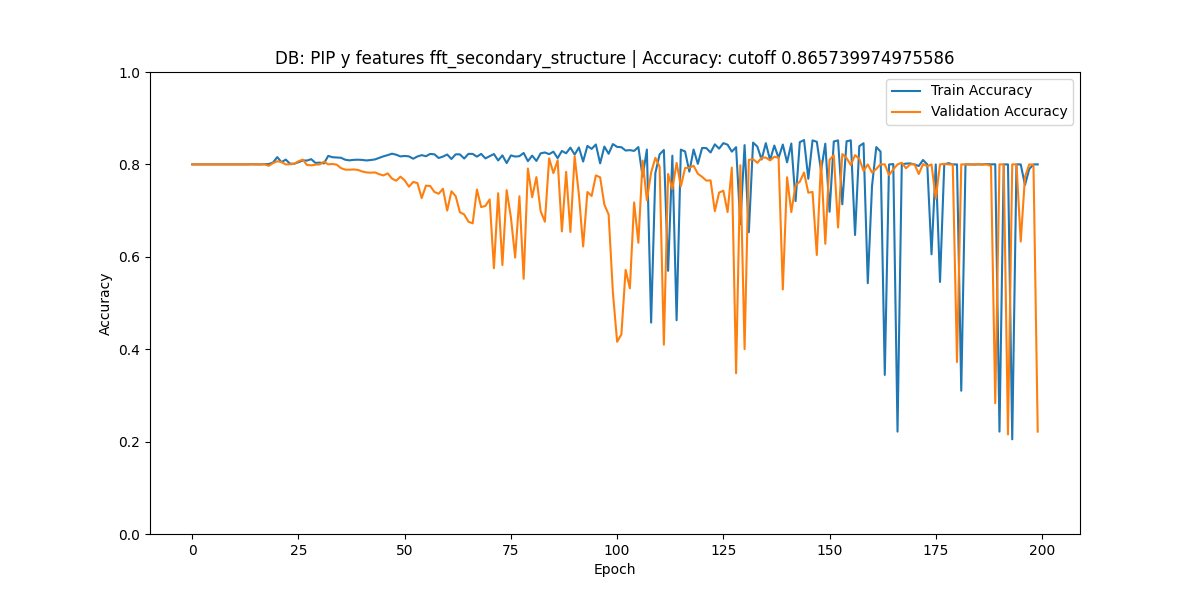 DB: PIP y features fft_secondary_structure | Accuracy: cutoff 0.865739974975586
Train Accuracy
Validation Accuracy
Accuracy
1.0
0.8
0.6
0.4
0.2
0.0
0 25 50 75 100 125 150 175 200
Epoch